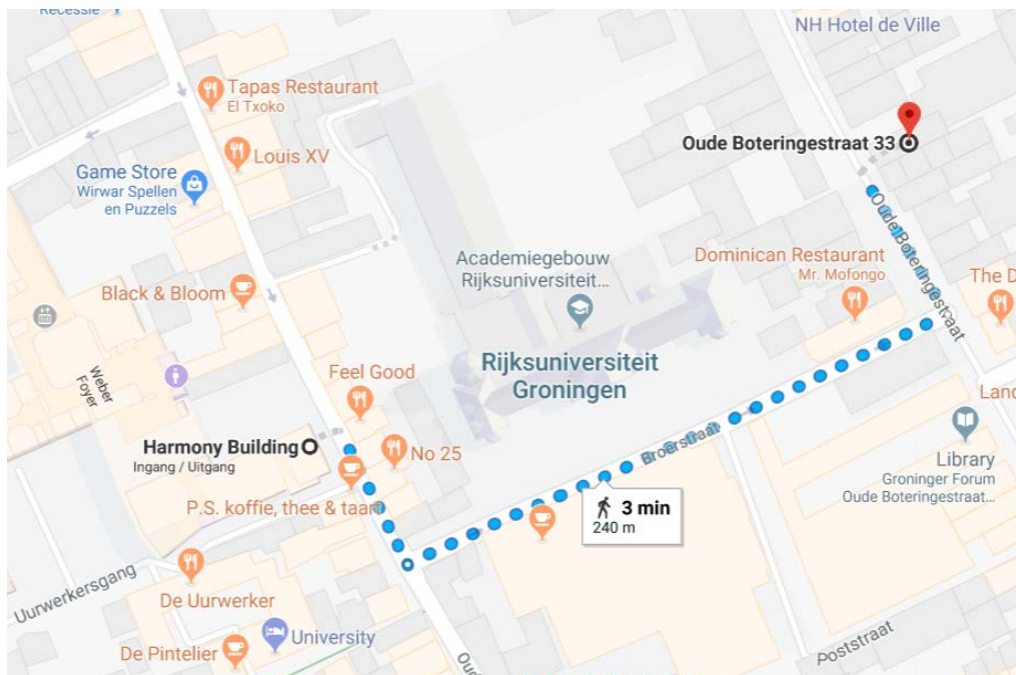 Recessie
NH Hotel de Ville
Tapas Restaurant
El Txoko
Louis XV
Oude Boteringestraat 33
Game Store
Wirwar Spellen
en Puzzels
Oude Boteringestraat
Academiegebouw
Rijksuniversiteit...
Dominican Restaurant
Mr. Mofongo
The D
Black & Bloom
Rijksuniversiteit
Groningen
Weber
Foyer
Feel Good
Land
Harmony Building
Ingang / Uitgang
No 25
Broerstraat
Library
Groninger Forum
Oude Boteringestraat...
P.S. koffie, thee & taart
3 min
240 m
Uurwerkersgang
De Uurwerker
University
De Pintelier
Poststraat
Oud